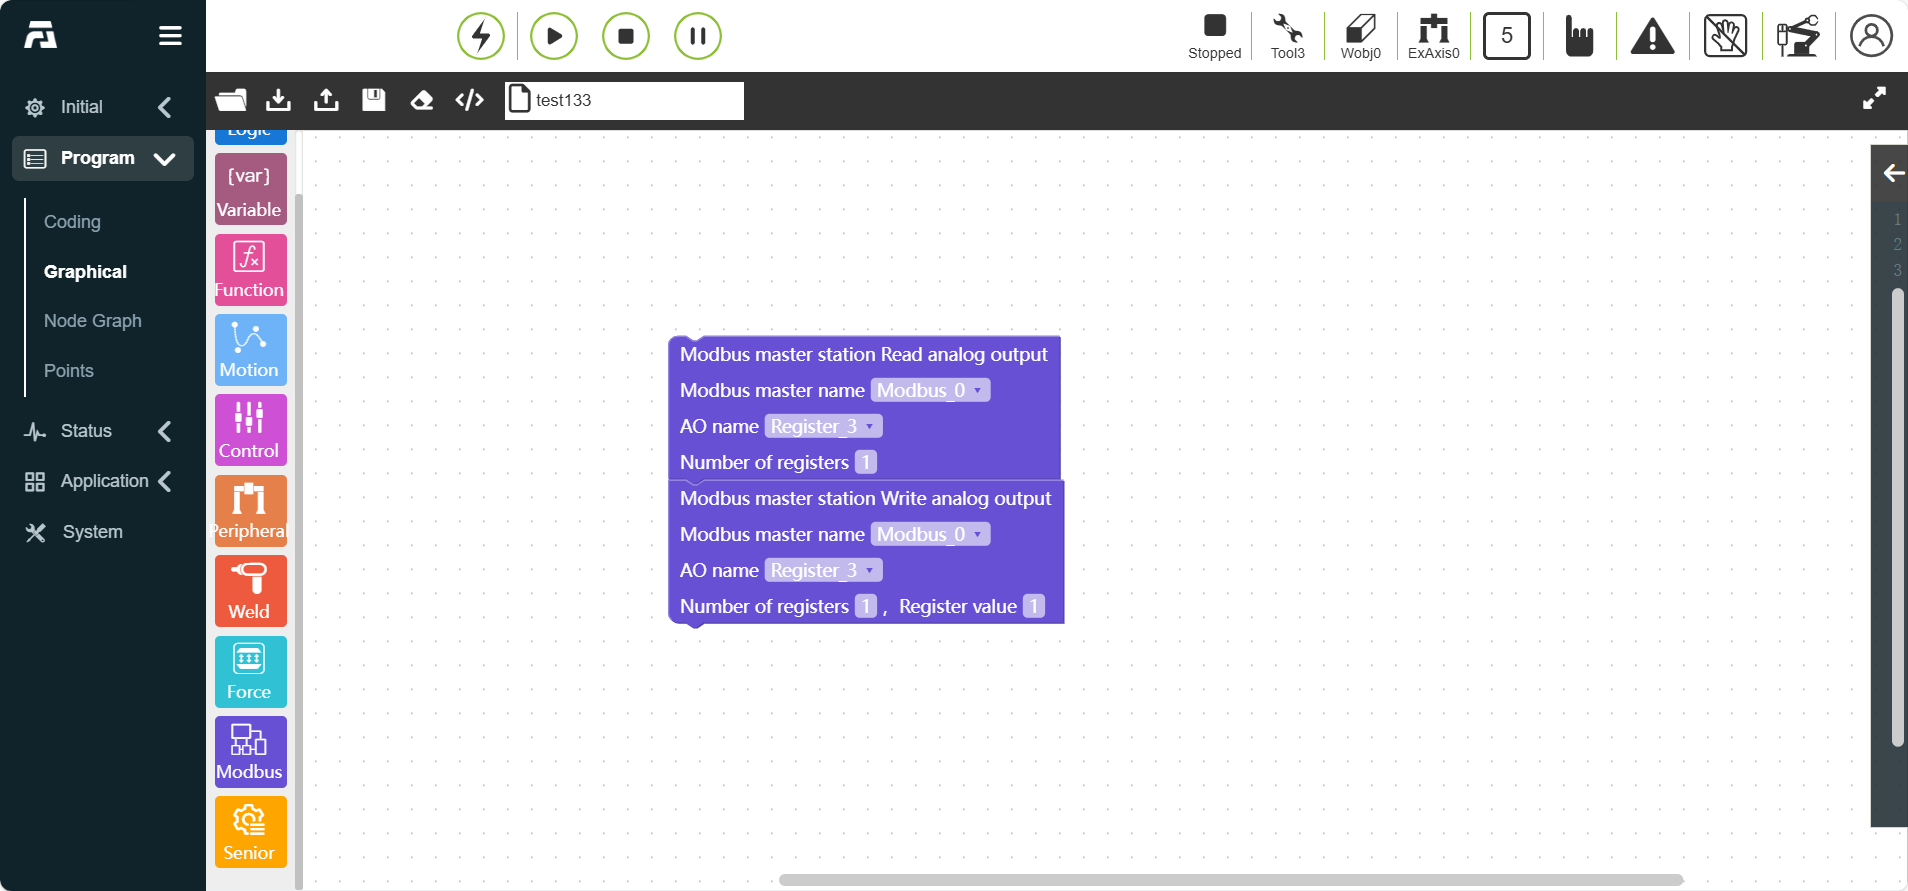 Stopped
Tool3
Wobj0
ExAxis0
5
Initial
Program
Coding
Graphical
Node Graph
Points
Status
Application
System
test133
Logic
{var}
Variable
fx
Function
Motion
Control
Peripheral
Weld
Force
Modbus
Senior
Modbus master station Read analog output
Modbus master name Modbus_0
AO name Register_3
Number of registers 1
Modbus master station Write analog output
Modbus master name Modbus_0
AO name Register_3
Number of registers 1 , Register value 1
1
2
3